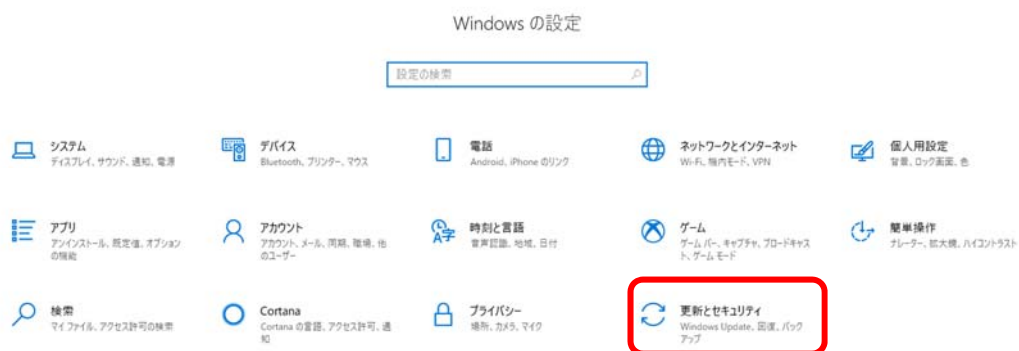 Windows の設定
設定の検索
システム
ディスプレイ、サウンド、通知、電源
デバイス
Bluetooth、プリンター、マウス
電話
Android、iPhone のリンク
ネットワークとインターネット
Wi-Fi、機内モード、VPN
個人用設定
背景、ロック画面、色
アプリ
アンインストール、既定値、オプション
の機能
アカウント
アカウント、メール、同期、職場、他
のユーザー
時刻と言語
音声認識、地域、日付
ゲーム
ゲーム バー、キャプチャ、ブロードキャス
ト、ゲーム モード
簡単操作
ナレーター、拡大鏡、ハイコントラスト
検索
マイ ファイル、アクセス許可の検索
Cortana
Cortana の言語、アクセス許可、通
知
プライバシー
場所、カメラ、マイク
更新とセキュリティ
Windows Update、回復、バック
アップ